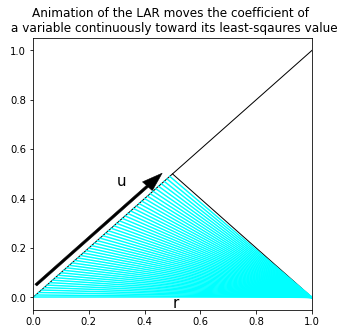 Animation of the LAR moves the coefficient of
a variable continuously toward its least-sqaures value
1.0
0.8
0.6
u
0.4
0.2
0.0
r
0.0 0.2 0.4 0.6 0.8 1.0